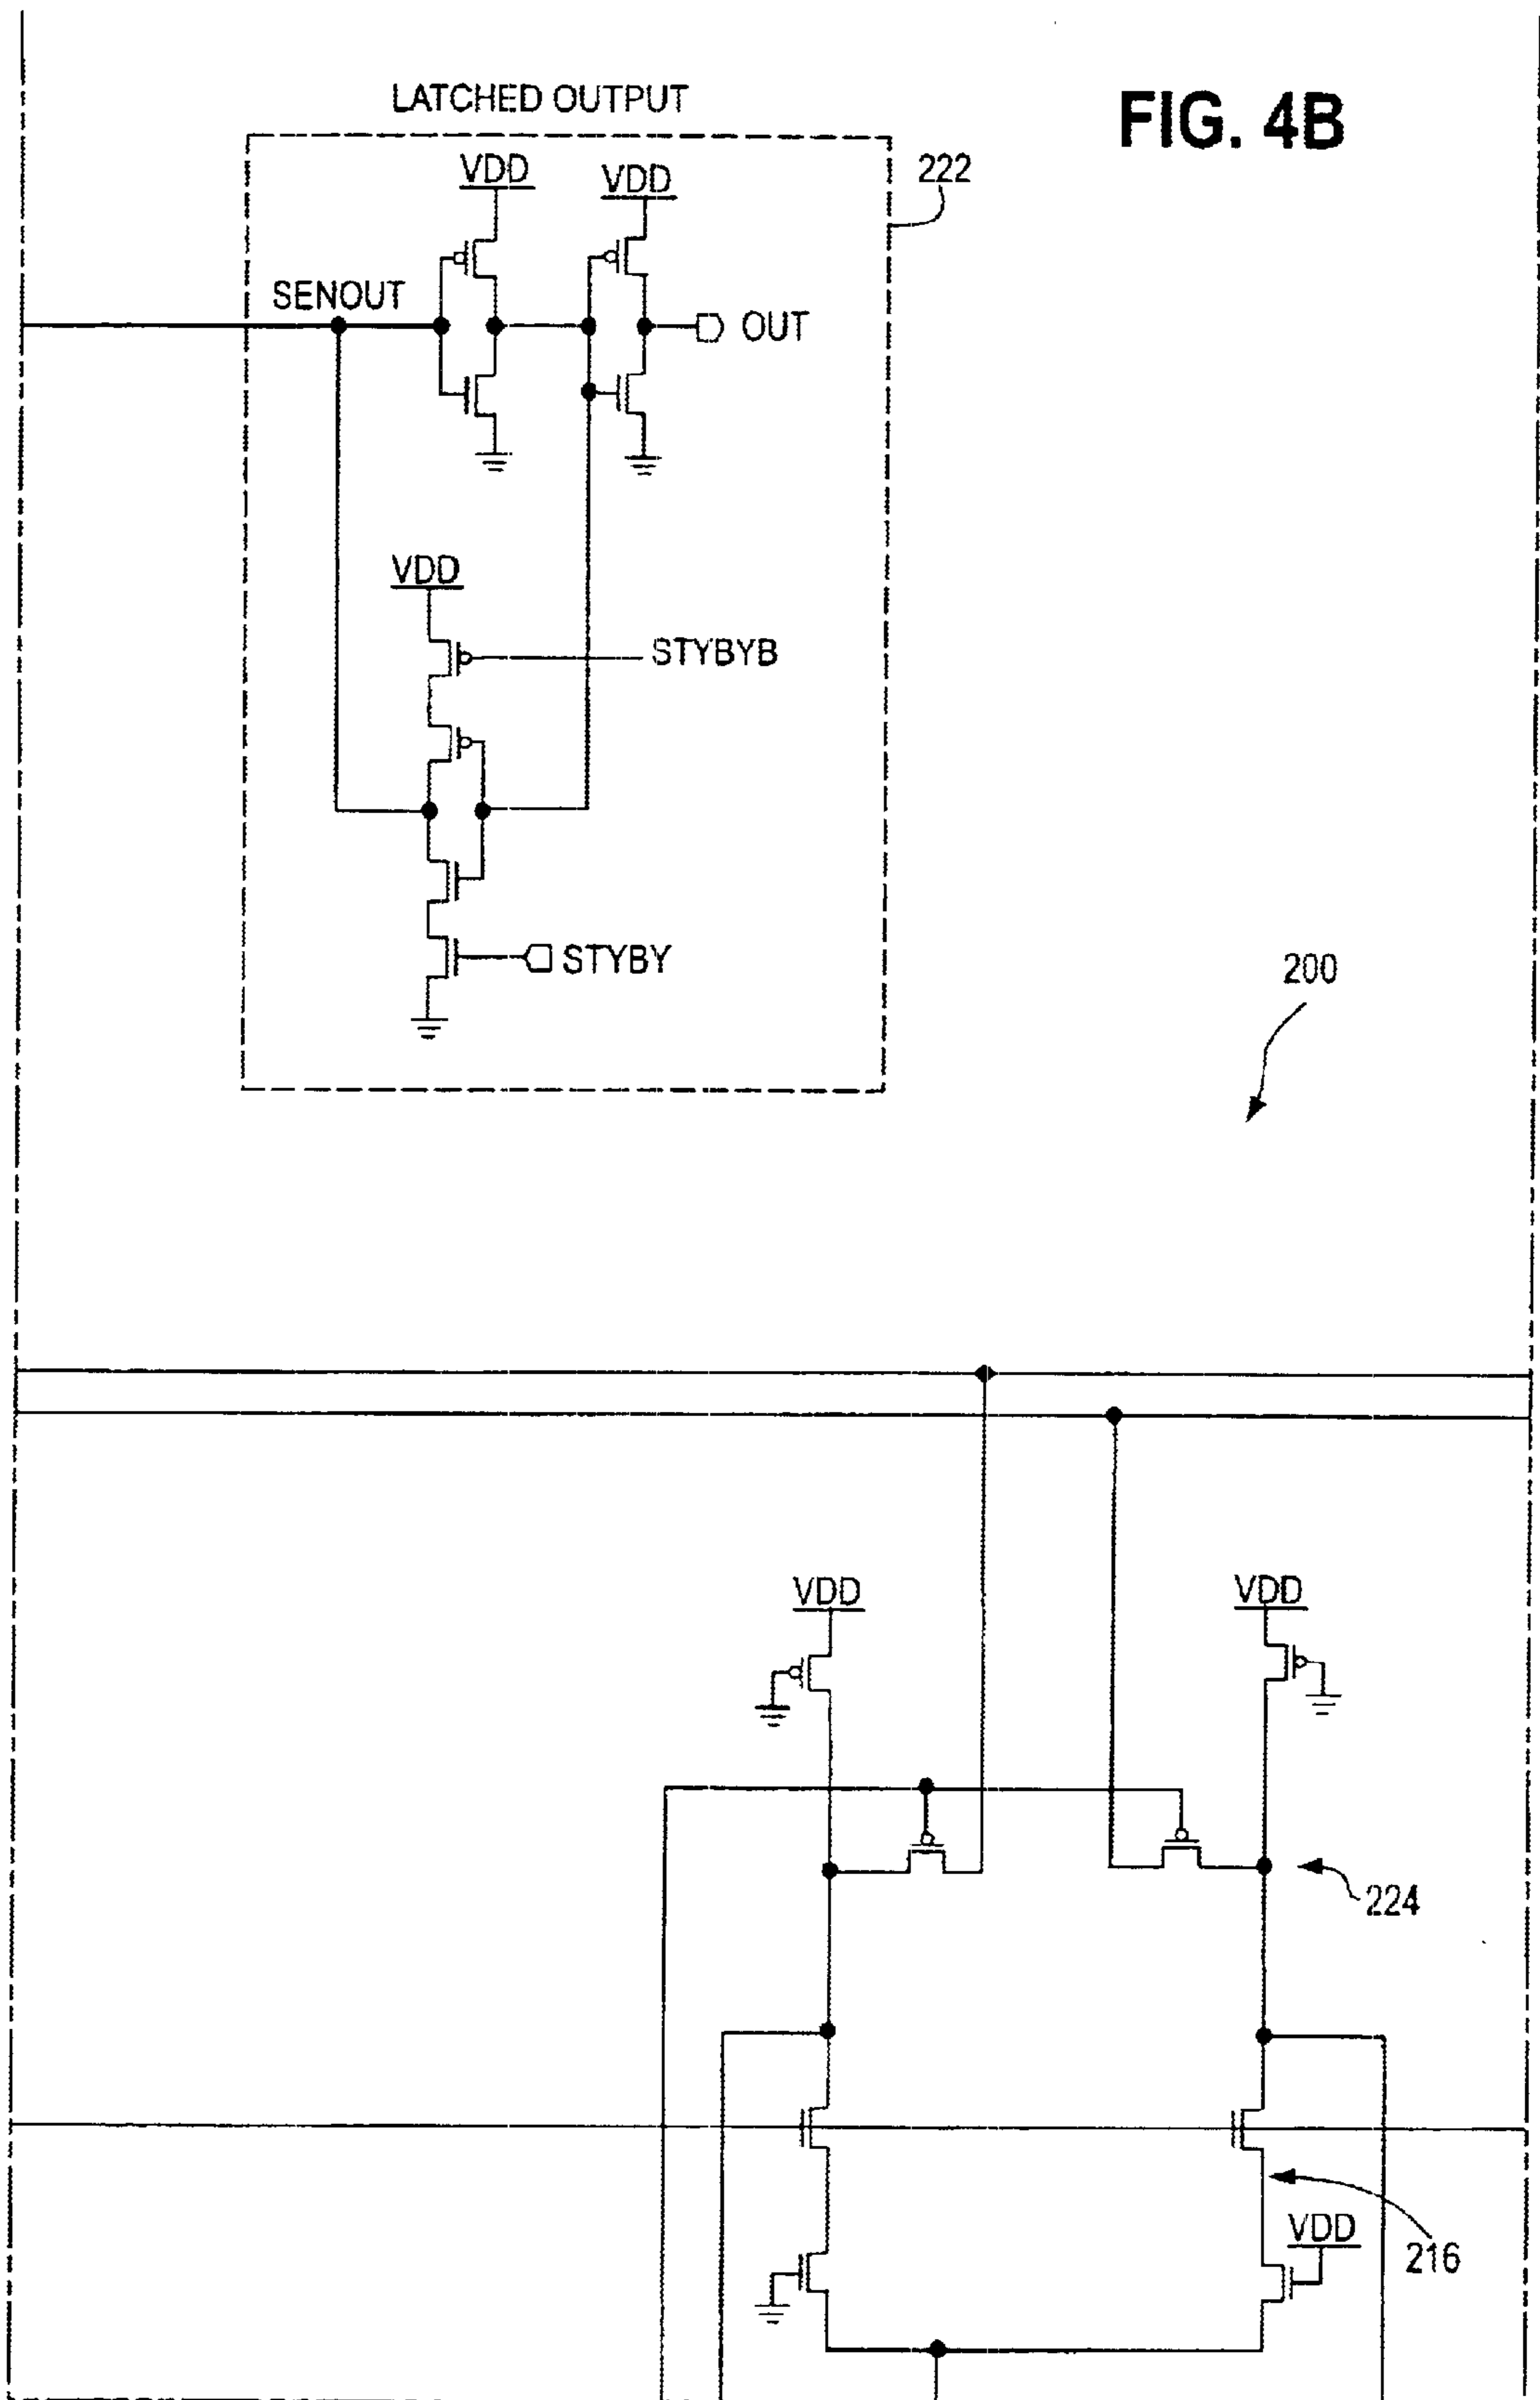 FIG. 4B
LATCHED OUTPUT
VDD
VDD
222
SENOUT
OUT
VDD
STYBYB
STYBY
200
VDD
VDD
224
VDD
216